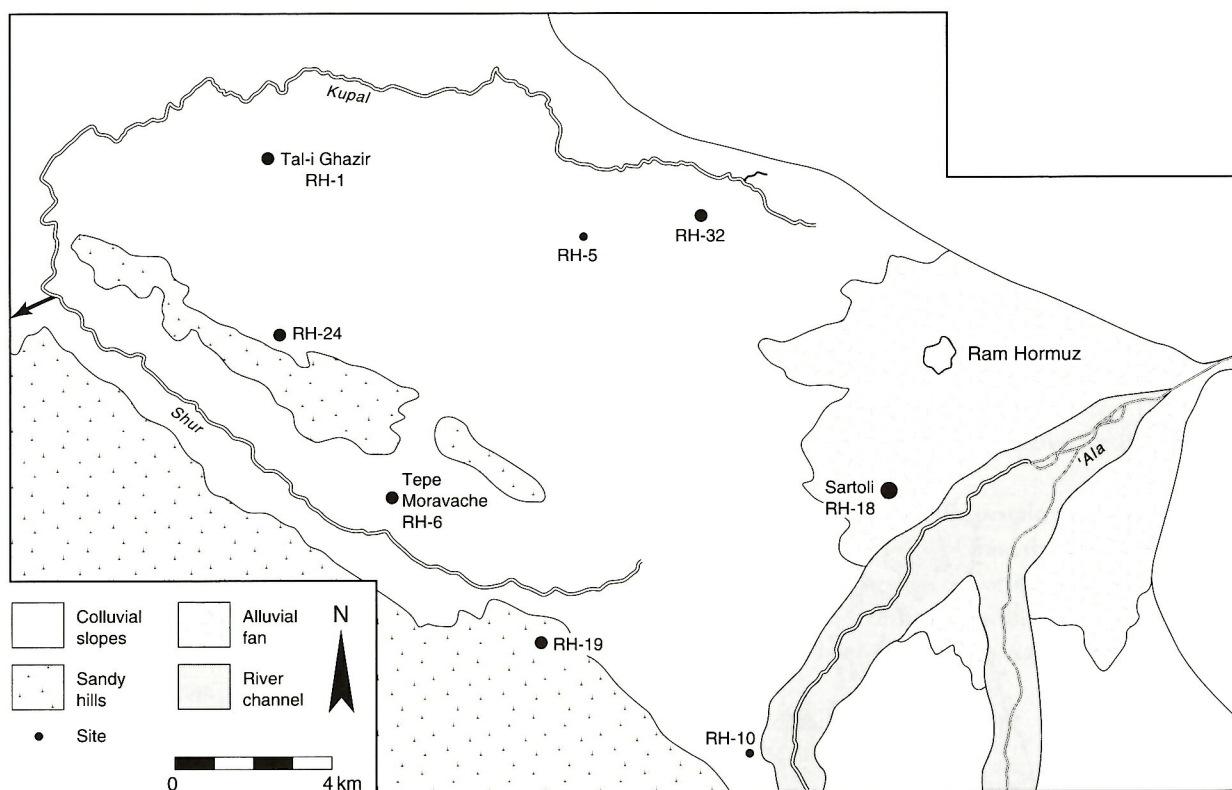 Kupal
Tal-i Ghazir
RH-1
RH-32
RH-5
RH-24
Ram Hormuz
Shur
'Ala
Tepe
Moravache
RH-6
Sartoli
RH-18
RH-19
RH-10
Colluvial
slopes
Alluvial
fan
N
Sandy
hills
River
channel
Site
0
4 km